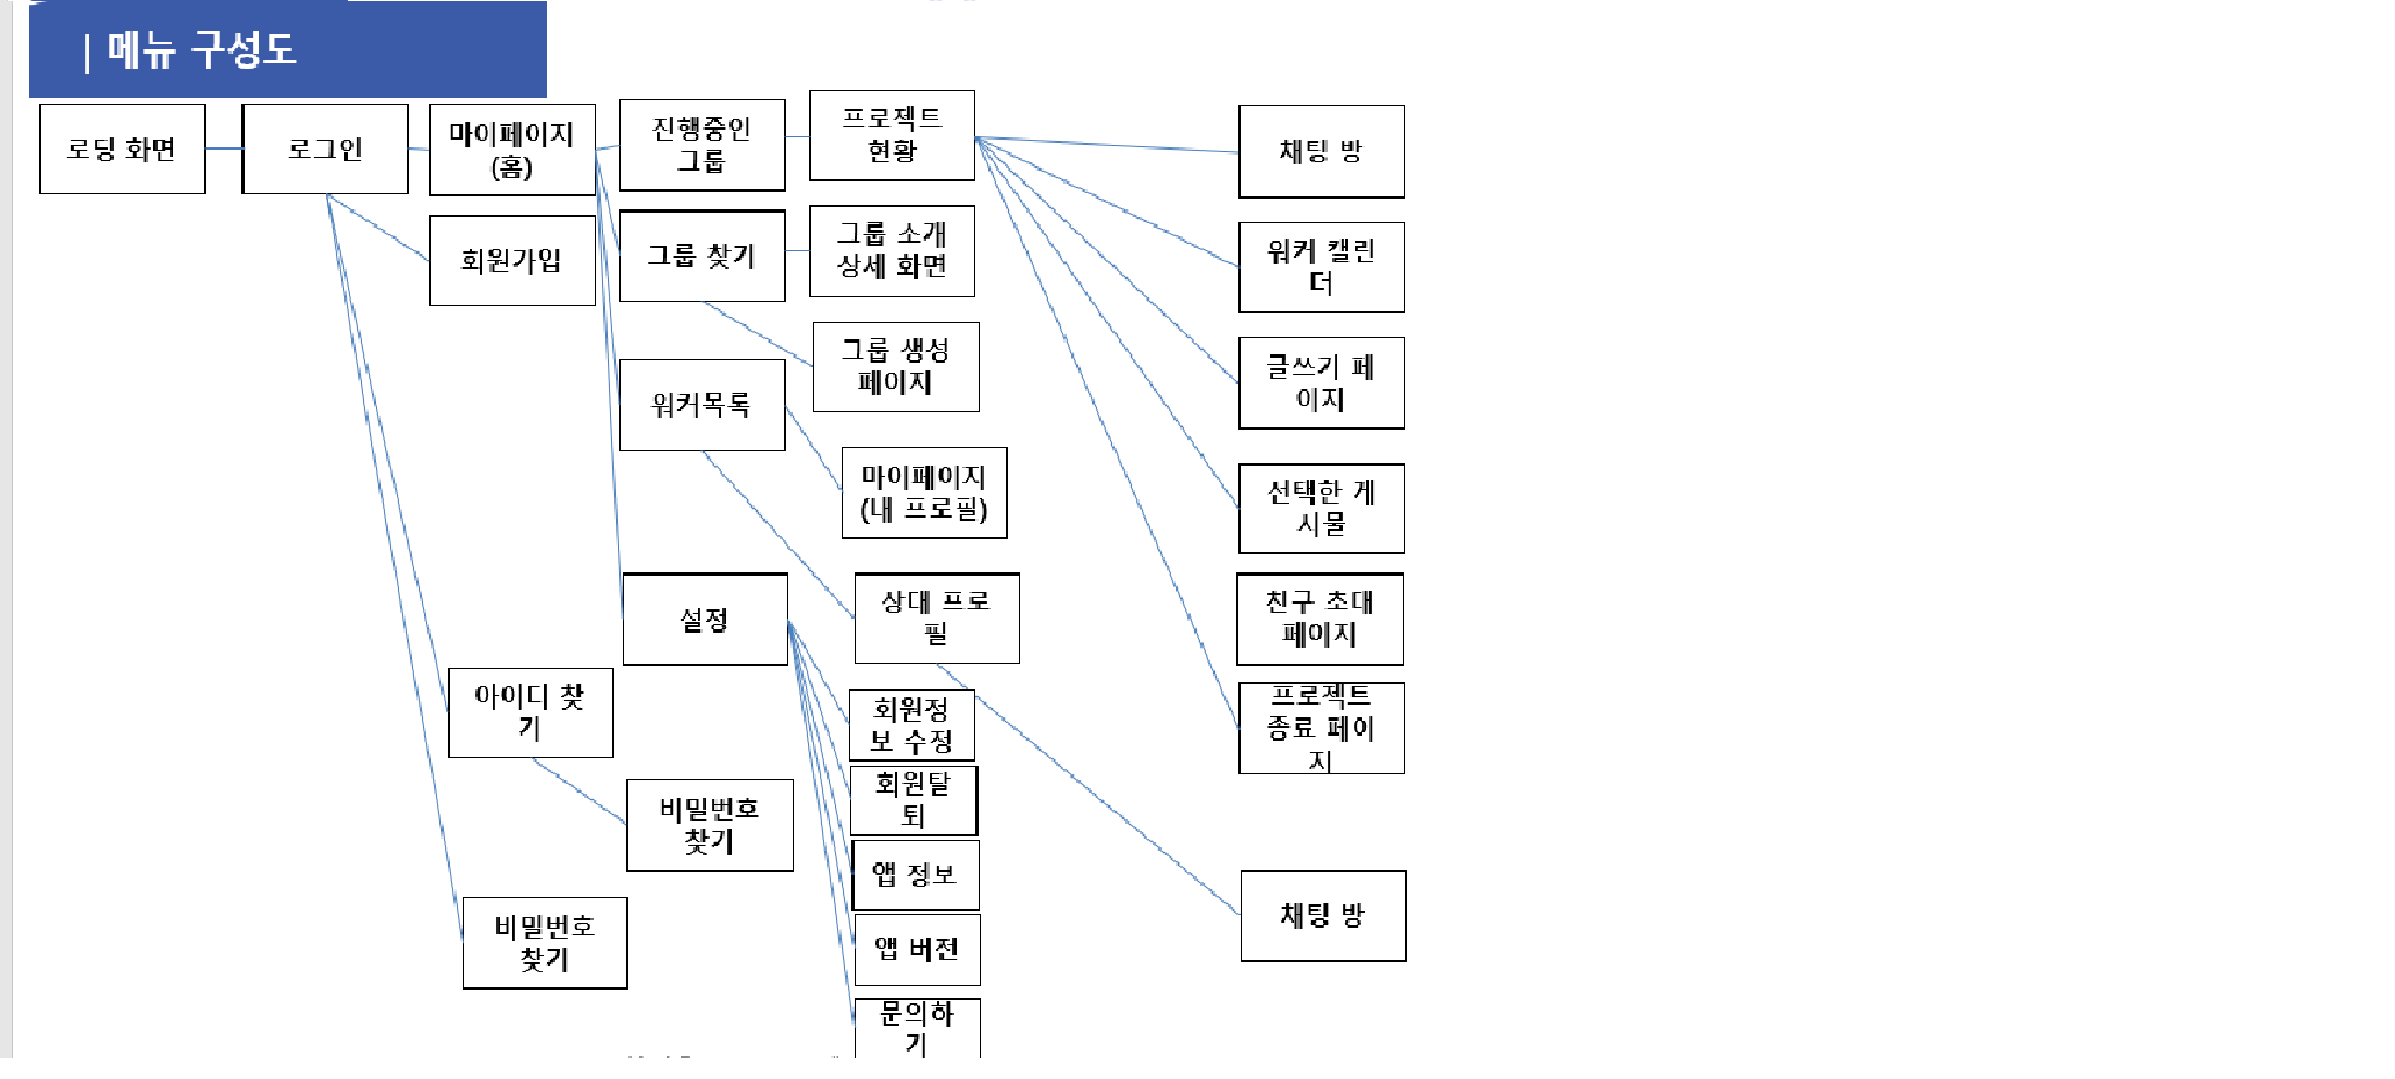 | 메뉴 구성도
로딩 화면
로그인
마이페이지
(홈)
진행중인
그룹
프로젝트
현황
채팅 방
회원가입
그룹 찾기
그룹 소개
상세 화면
워커 캘린
더
그룹 생성
페이지
글쓰기 페
이지
워커목록
마이페이지
(내 프로필)
선택한 게
시물
설정
상대 프로
필
친구 초대
페이지
아이디 찾
기
회원정
보 수정
프로젝트
종료 페이
지
비밀번호
찾기
회원탈
퇴
앱 정보
비밀번호
찾기
앱 버전
채팅 방
문의하
기